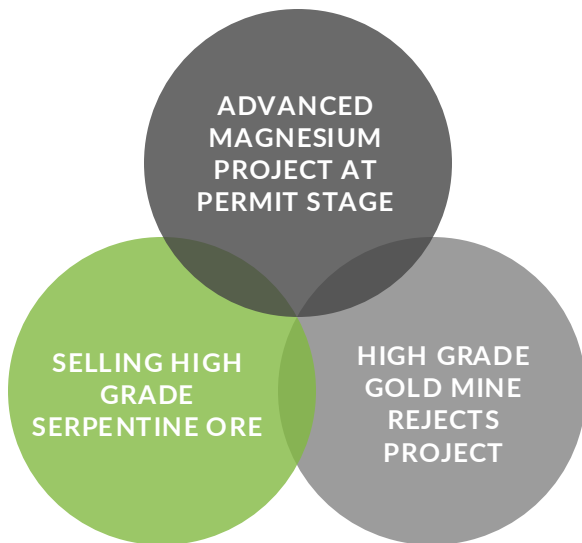 ADVANCED
MAGNESIUM
PROJECT AT
PERMIT STAGE
SELLING HIGH
GRADE
SERPENTINE ORE
HIGH GRADE
GOLD MINE
REJECTS
PROJECT